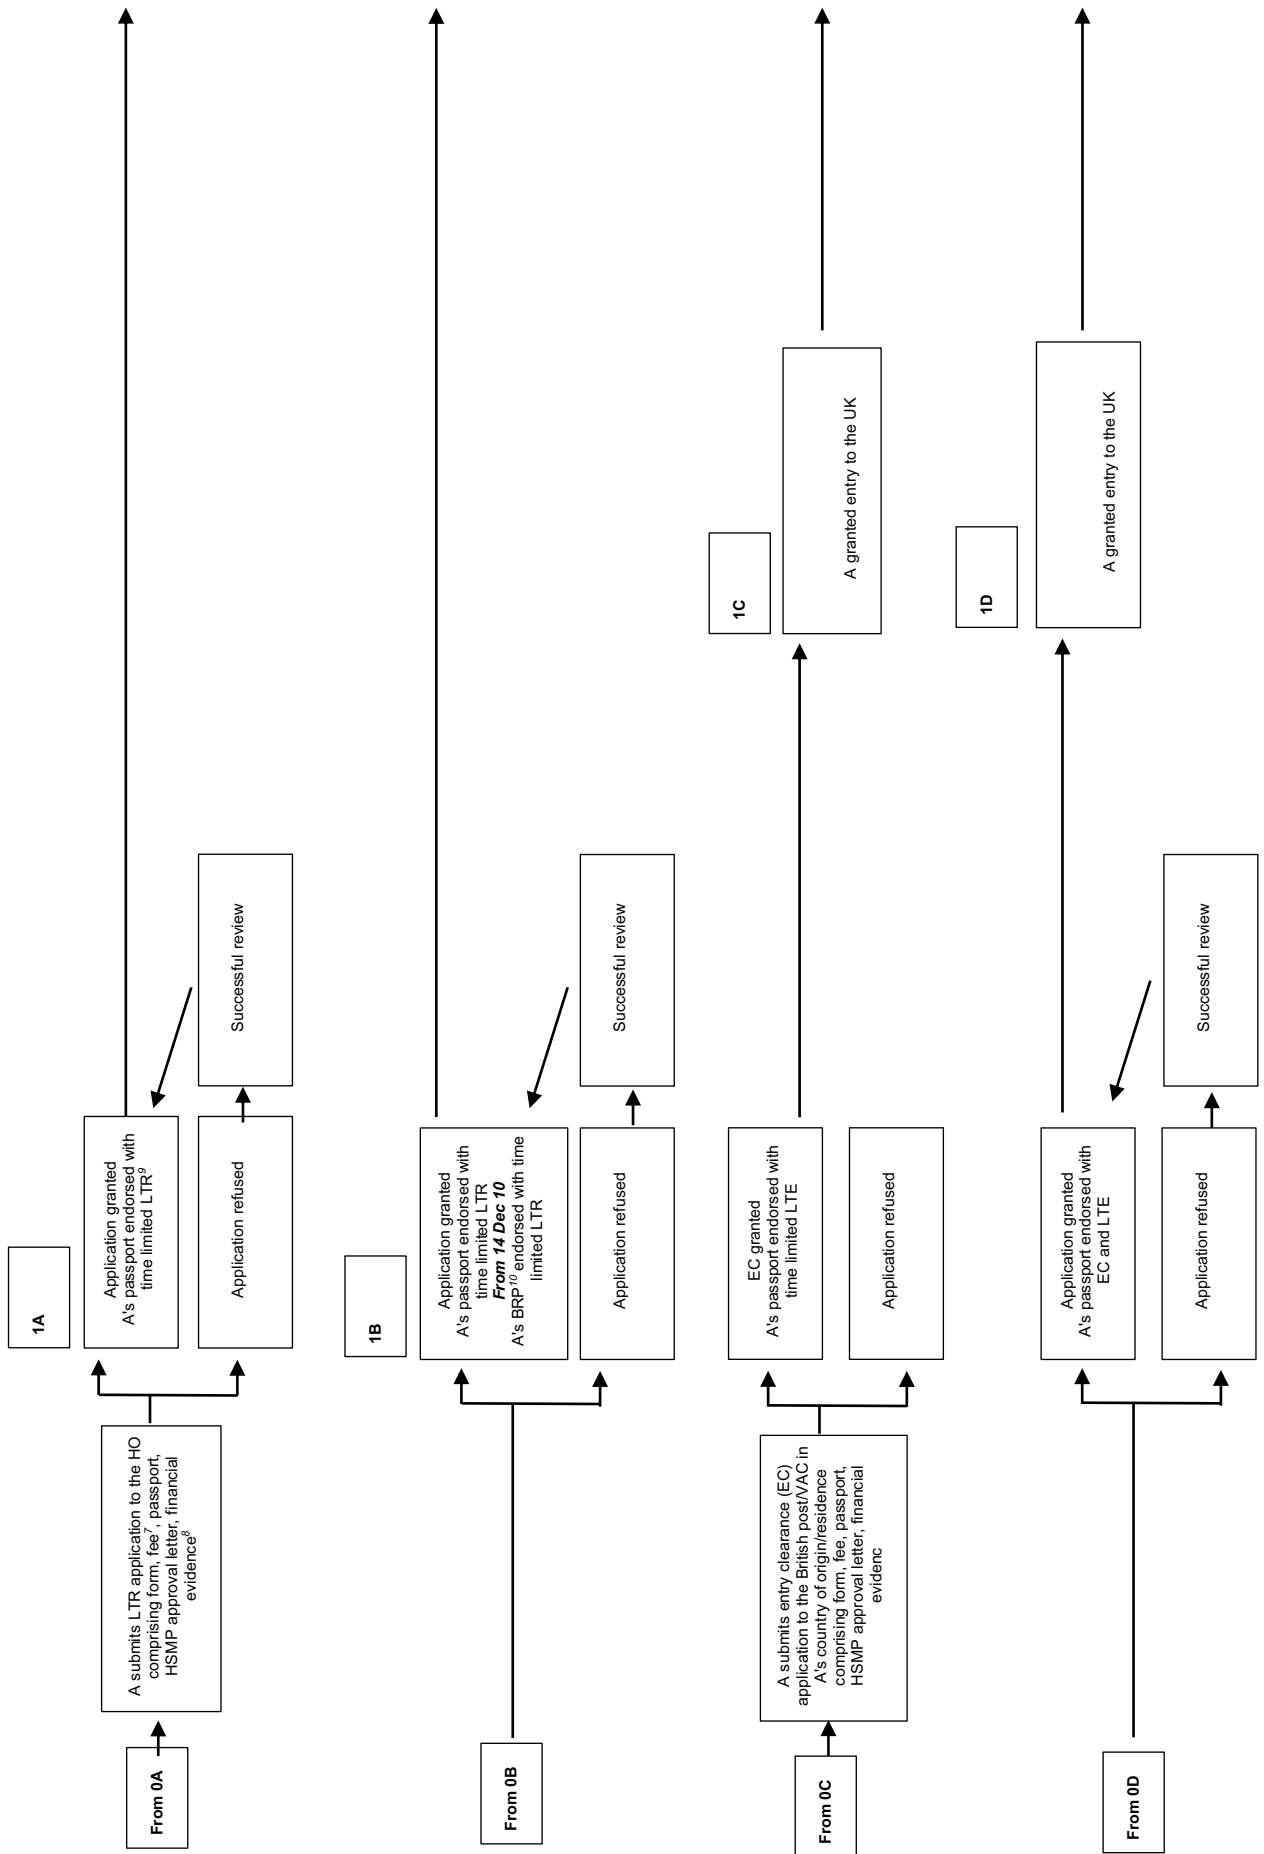 From 0A
A submits LTR application to the HO
comprising form, fee7, passport,
HSMP approval letter, financial
evidence8
1A
Application granted
A's passport endorsed with
time limited LTR9
Application refused
Successful review
From 0B
1B
Application granted
A's passport endorsed with
time limited LTR
From 14 Dec 10
A's BRP10 endorsed with time
limited LTR
Application refused
Successful review
From 0C
A submits entry clearance (EC)
application to the British post/VAC in
A's country of origin/residence
comprising form, fee, passport,
HSMP approval letter, financial
evidenc
EC granted
A's passport endorsed with
time limited LTE
Application refused
1C
A granted entry to the UK
From 0D
Application granted
A's passport endorsed with
EC and LTE
Application refused
Successful review
1D
A granted entry to the UK